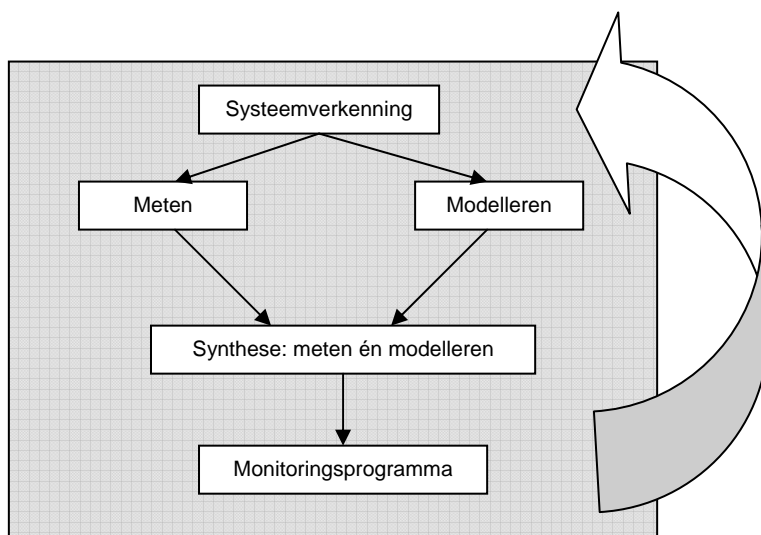 Systeemverkenning
Meten
Modelleren
Synthese: meten én modelleren
Monitoringsprogramma